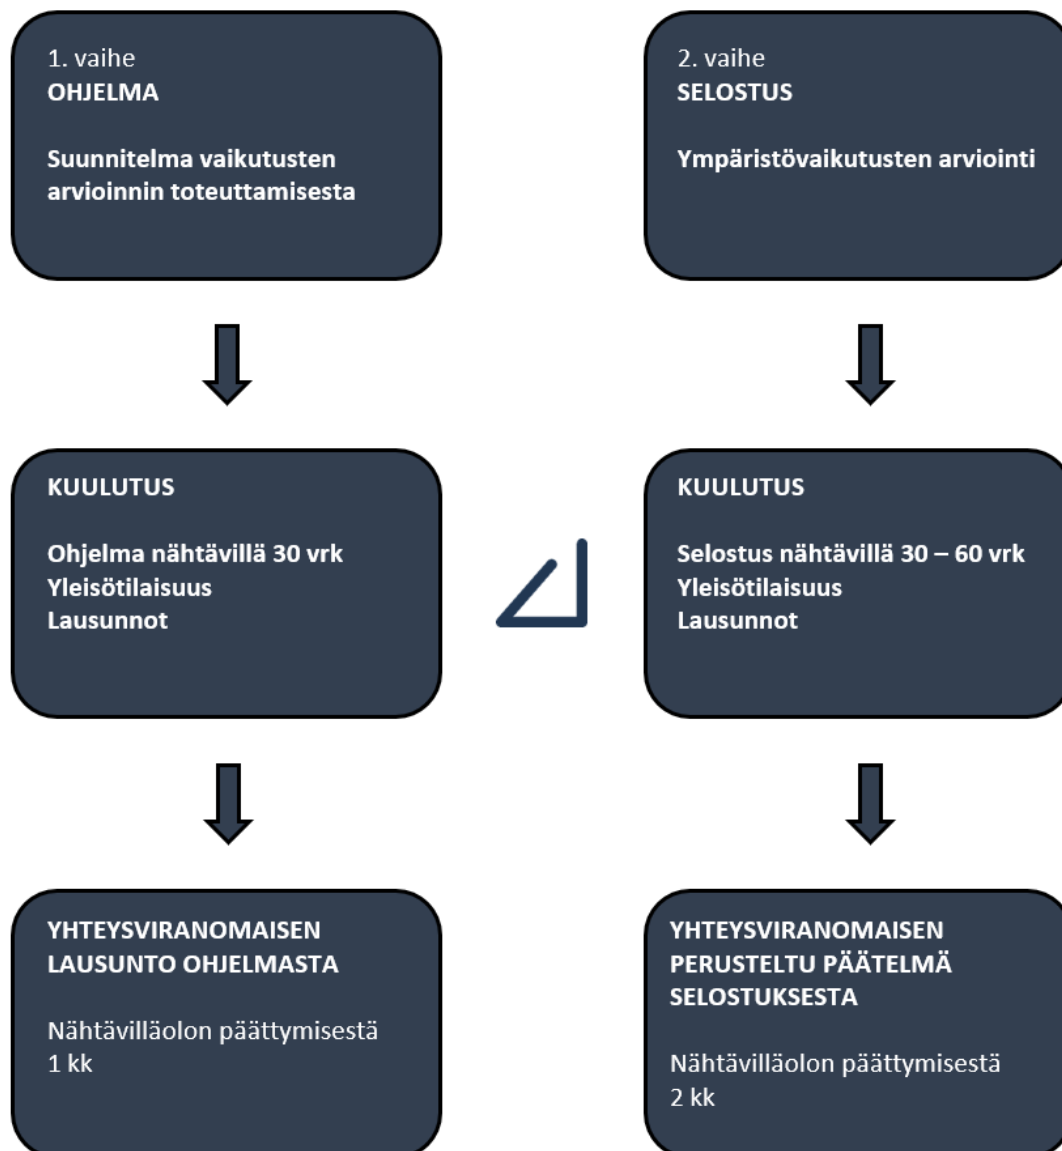 1. vaihe
OHJELMA
Suunnitelma vaikutusten
arvioinnin toteuttamisesta
KUULUTUS
Ohjelma nähtävillä 30 vrk
Yleisötilaisuus
Lausunnot
YHTEYSVIRANOMAISEN
LAUSUNTO OHJELMASTA
Nähtävilläolon päättymisestä
1 kk
2. vaihe
SELOSTUS
Ympäristövaikutusten arviointi
KUULUTUS
Selostus nähtävillä 30 – 60 vrk
Yleisötilaisuus
Lausunnot
YHTEYSVIRANOMAISEN
PERUSTELTU PÄÄTELMÄ
SELOSTUKSESTA
Nähtävilläolon päättymisestä
2 kk